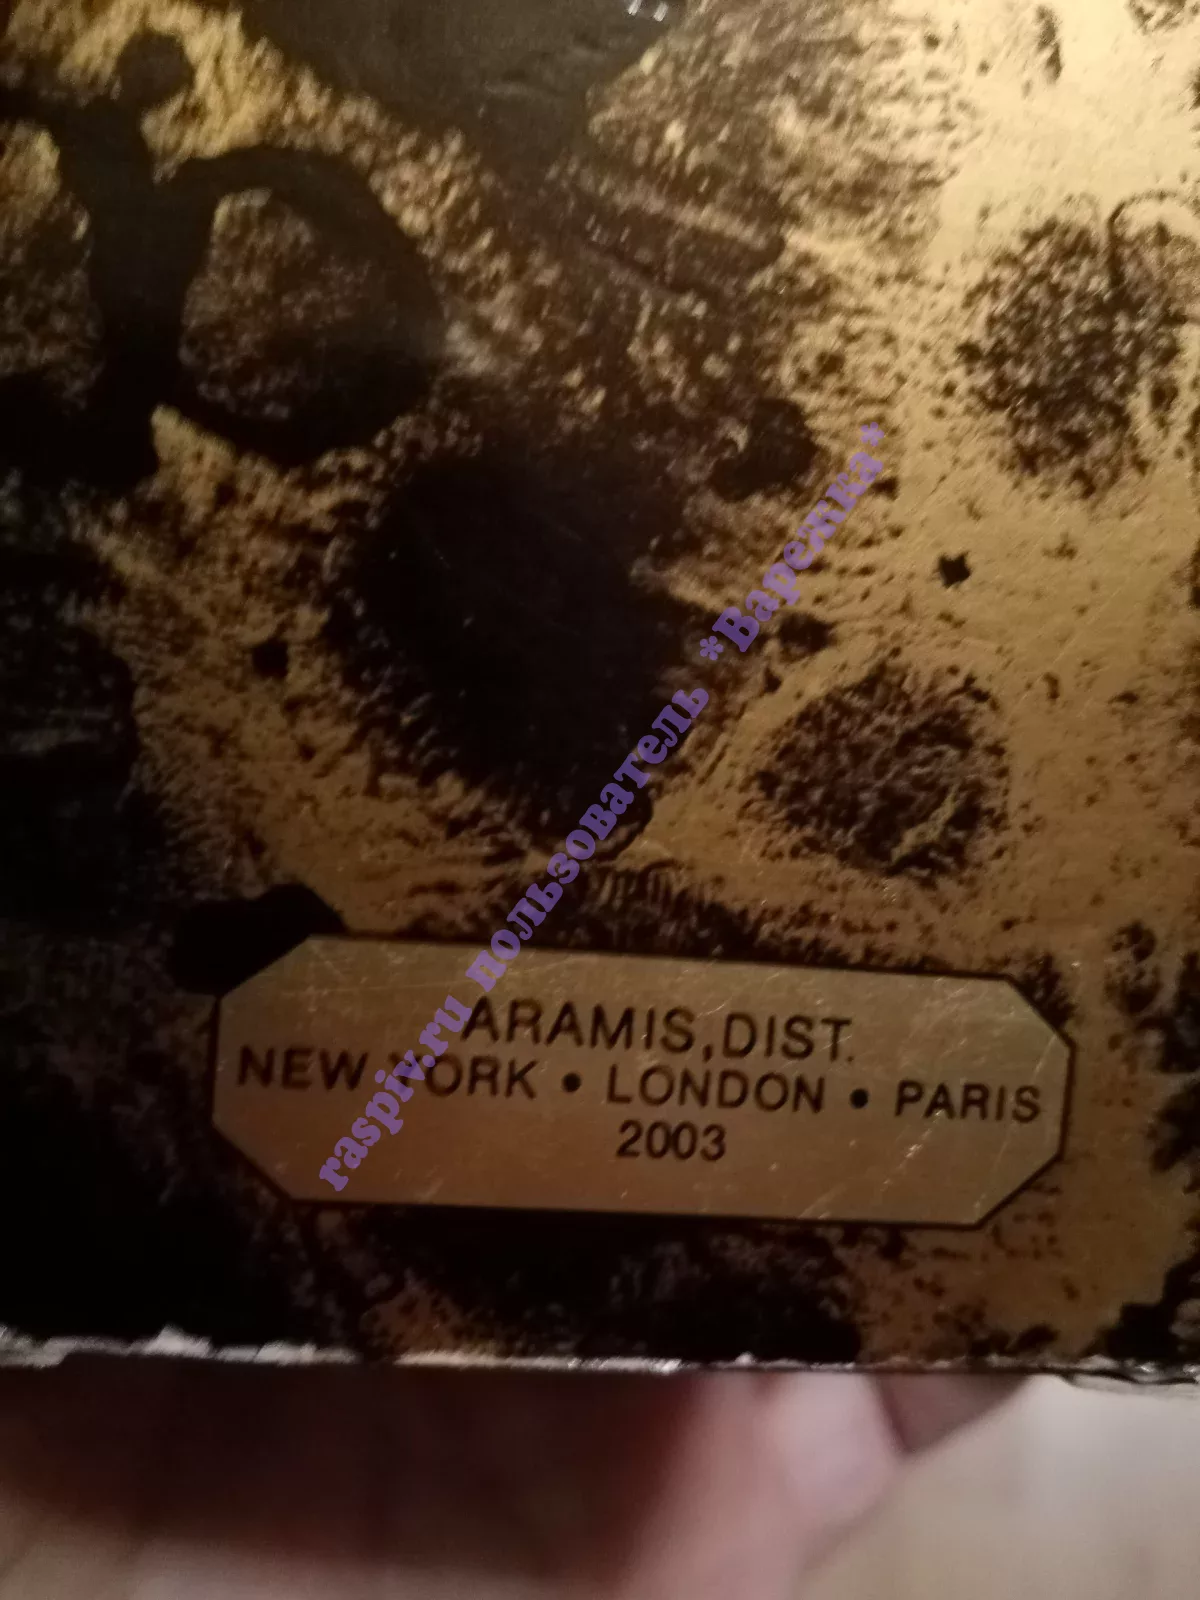 raspiv.ru пользователь *Варежка*
ARAMIS, DIST.
NEW YORK • LONDON • PARIS
2003